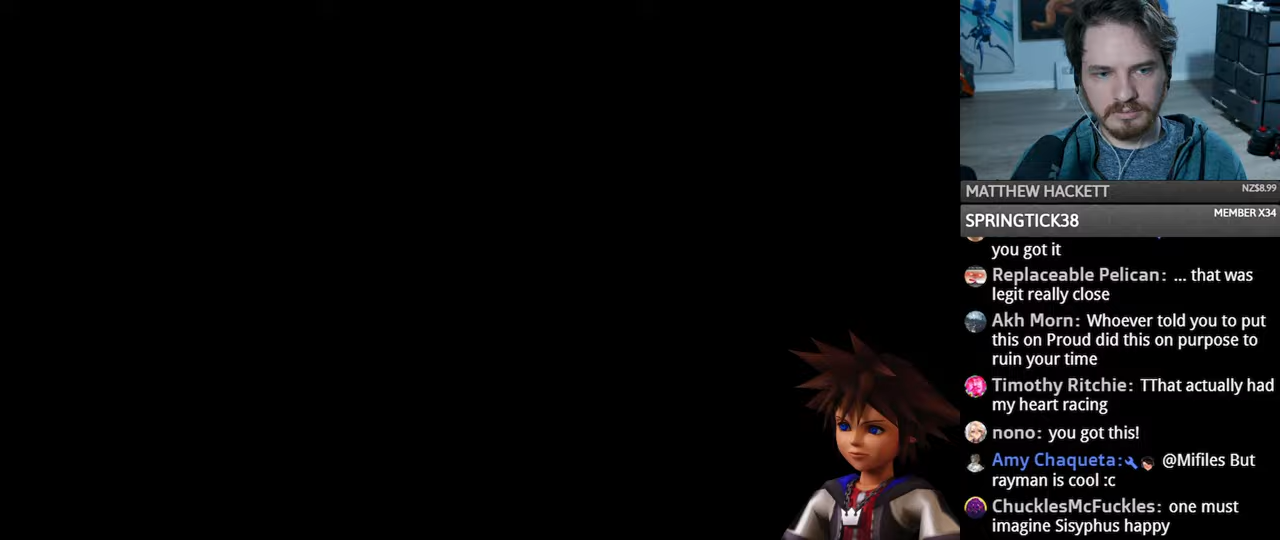 MATTHEW HACKETT NZ$8.99
SPRINGTICK38 MEMBER X34
you got it
Replaceable Pelican: ... that was
legit really close
Akh Morn: Whoever told you to put
this on Proud did this on purpose to
ruin your time
Timothy Ritchie: TThat actually had
my heart racing
nono: you got this!
Amy Chaqueta: @Mifiles But
rayman is cool :c
ChucklesMcFuckles: one must
imagine Sisyphus happy